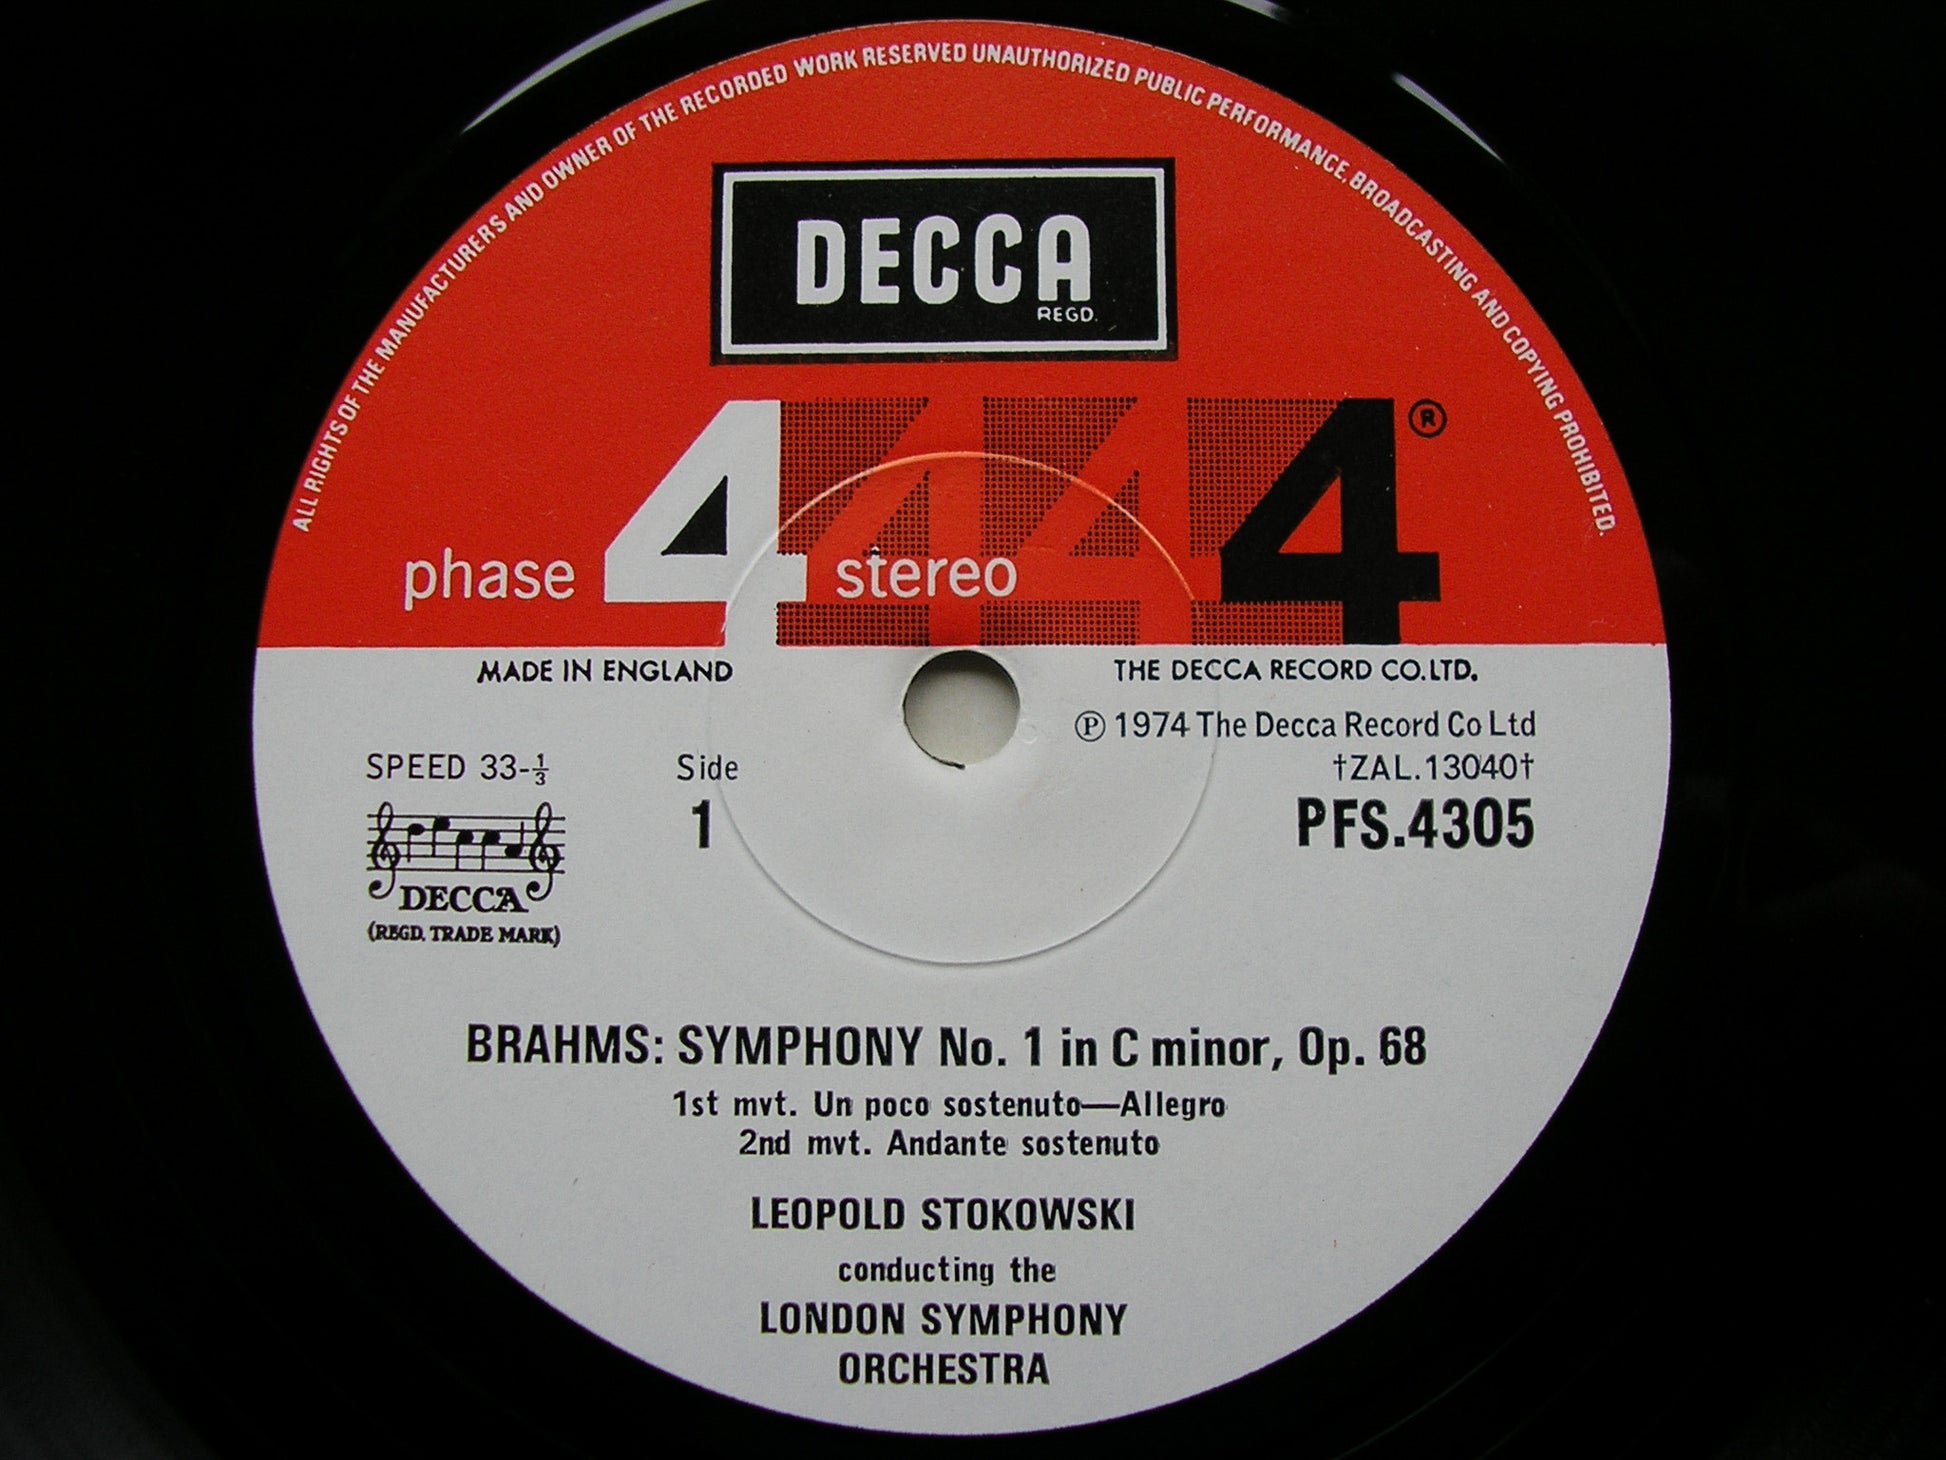 ALL RIGHTS OF THE MANUFACTURERS AND OWNER OF THE RECORDED WORK RESERVED UNAUTHORIZED PUBLIC PERFORMANCE, BROADCASTING AND COPYING PROHIBITED.
DECCA
REGD.
phase 4 stereo 4 4 4 ®
MADE IN ENGLAND
THE DECCA RECORD CO.LTD.
℗ 1974 The Decca Record Co Ltd
SPEED 33-1/3
Side
†ZAL.13040†
1
PFS.4305
DECCA
(REGD. TRADE MARK)
BRAHMS: SYMPHONY No. 1 in C minor, Op. 68
1st mvt. Un poco sostenuto—Allegro
2nd mvt. Andante sostenuto
LEOPOLD STOKOWSKI
conducting the
LONDON SYMPHONY
ORCHESTRA